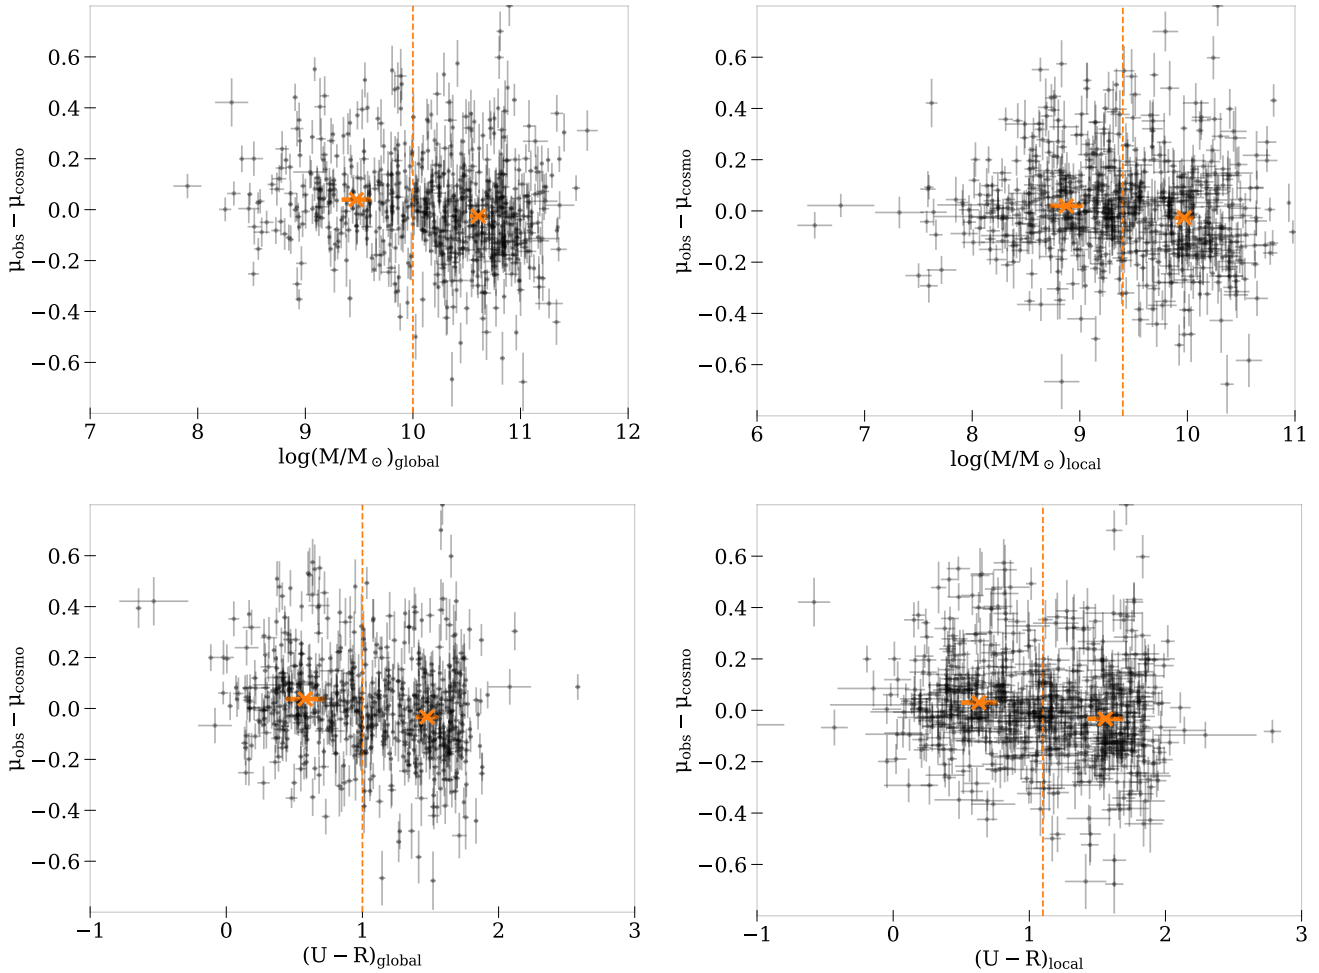 0.6
0.4
0.2
0.0
−0.2
−0.4
−0.6
μobs − μcosmo
7 8 9 10 11 12
log(M/M⊙)global
0.6
0.4
0.2
0.0
−0.2
−0.4
−0.6
μobs − μcosmo
6 7 8 9 10 11
log(M/M⊙)local
0.6
0.4
0.2
0.0
−0.2
−0.4
−0.6
μobs − μcosmo
−1 0 1 2 3
(U − R)global
0.6
0.4
0.2
0.0
−0.2
−0.4
−0.6
μobs − μcosmo
−1 0 1 2 3
(U − R)local